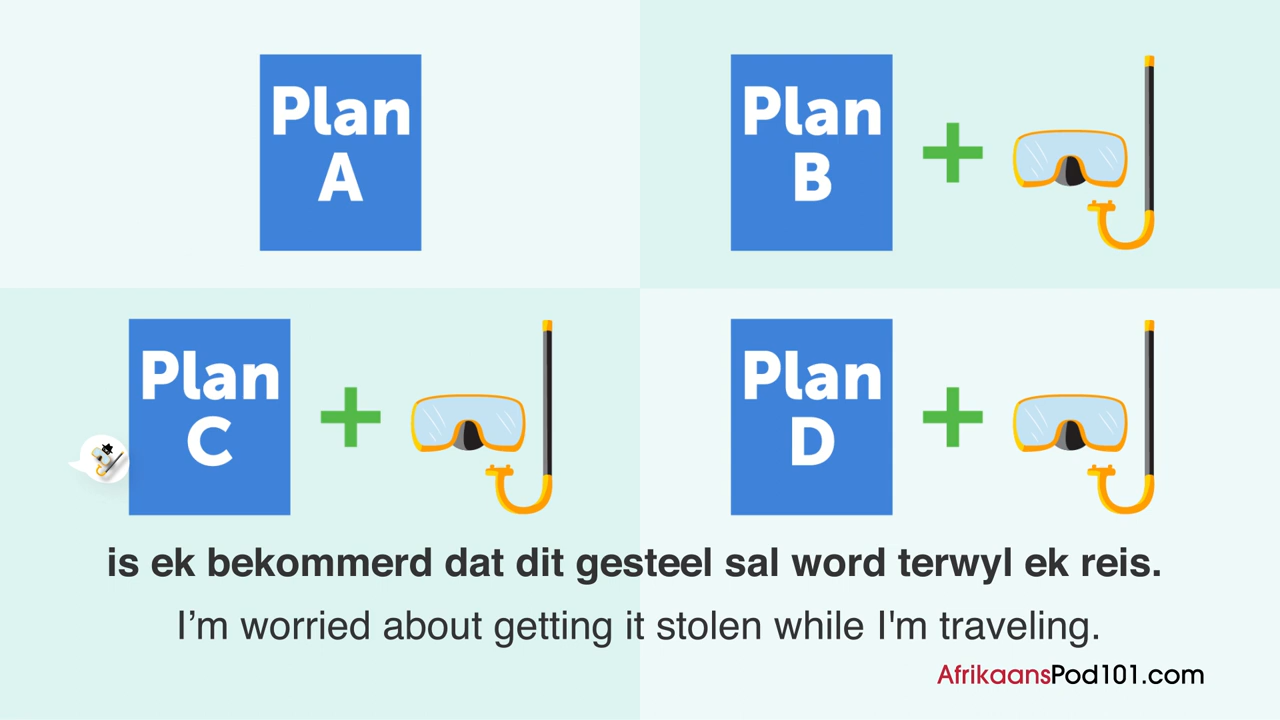 Plan
A
Plan
B
Plan
C
Plan
D
is ek bekommerd dat dit gesteel sal word terwyl ek reis.
I’m worried about getting it stolen while I'm traveling.
AfrikaansPod101.com